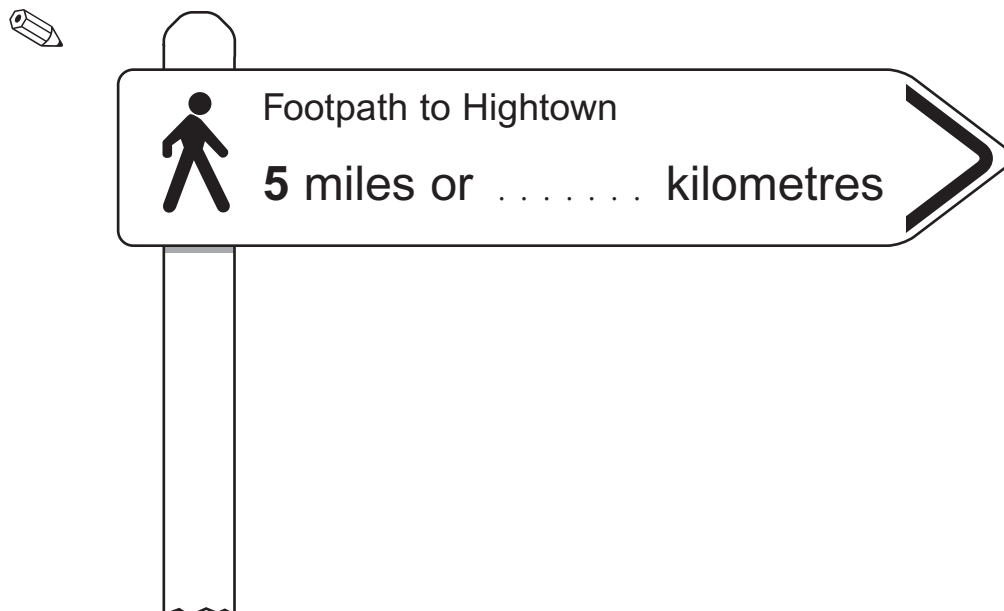 Footpath to Hightown
5 miles or ....... kilometres